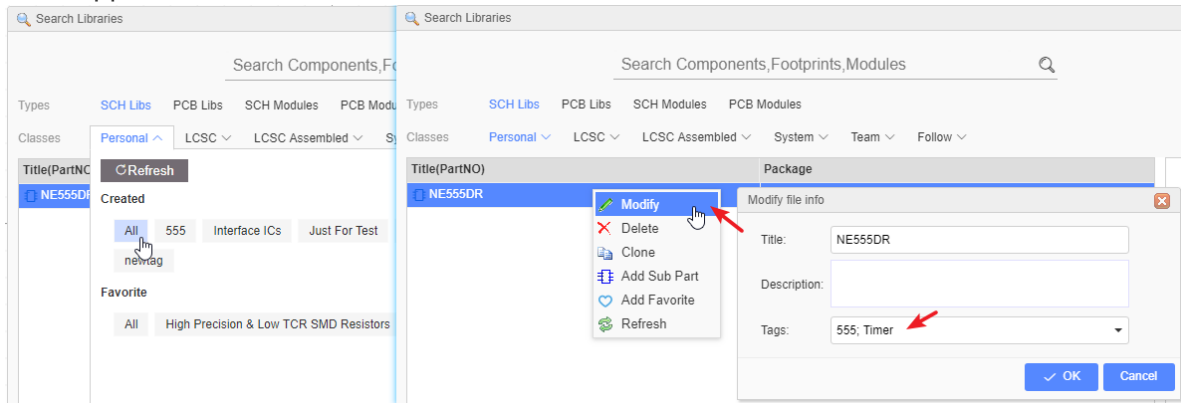 Search Libraries
Search Components,Fo
Types SCH Libs PCB Libs SCH Modules PCB Modu
Classes Personal LCSC LCSC Assembled Sy
Title(PartNO
Refresh
NE555DR
Created
All 555 Interface ICs Just For Test
newtag
Favorite
All High Precision & Low TCR SMD Resistors
Search Libraries
Search Components,Footprints,Modules
Types SCH Libs PCB Libs SCH Modules PCB Modules
Classes Personal LCSC LCSC Assembled System Team Follow
Title(PartNO) Package
NE555DR
Modify
Delete
Clone
Add Sub Part
Add Favorite
Refresh
Modify file info
Title: NE555DR
Description:
Tags: 555; Timer
OK Cancel